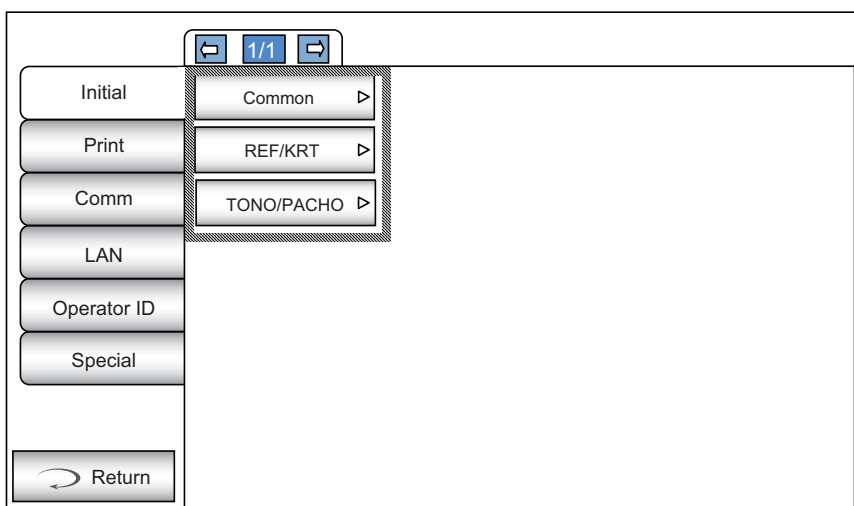 1/1
Initial
Common
Print
REF/KRT
Comm
TONO/PACHO
LAN
Operator ID
Special
Return